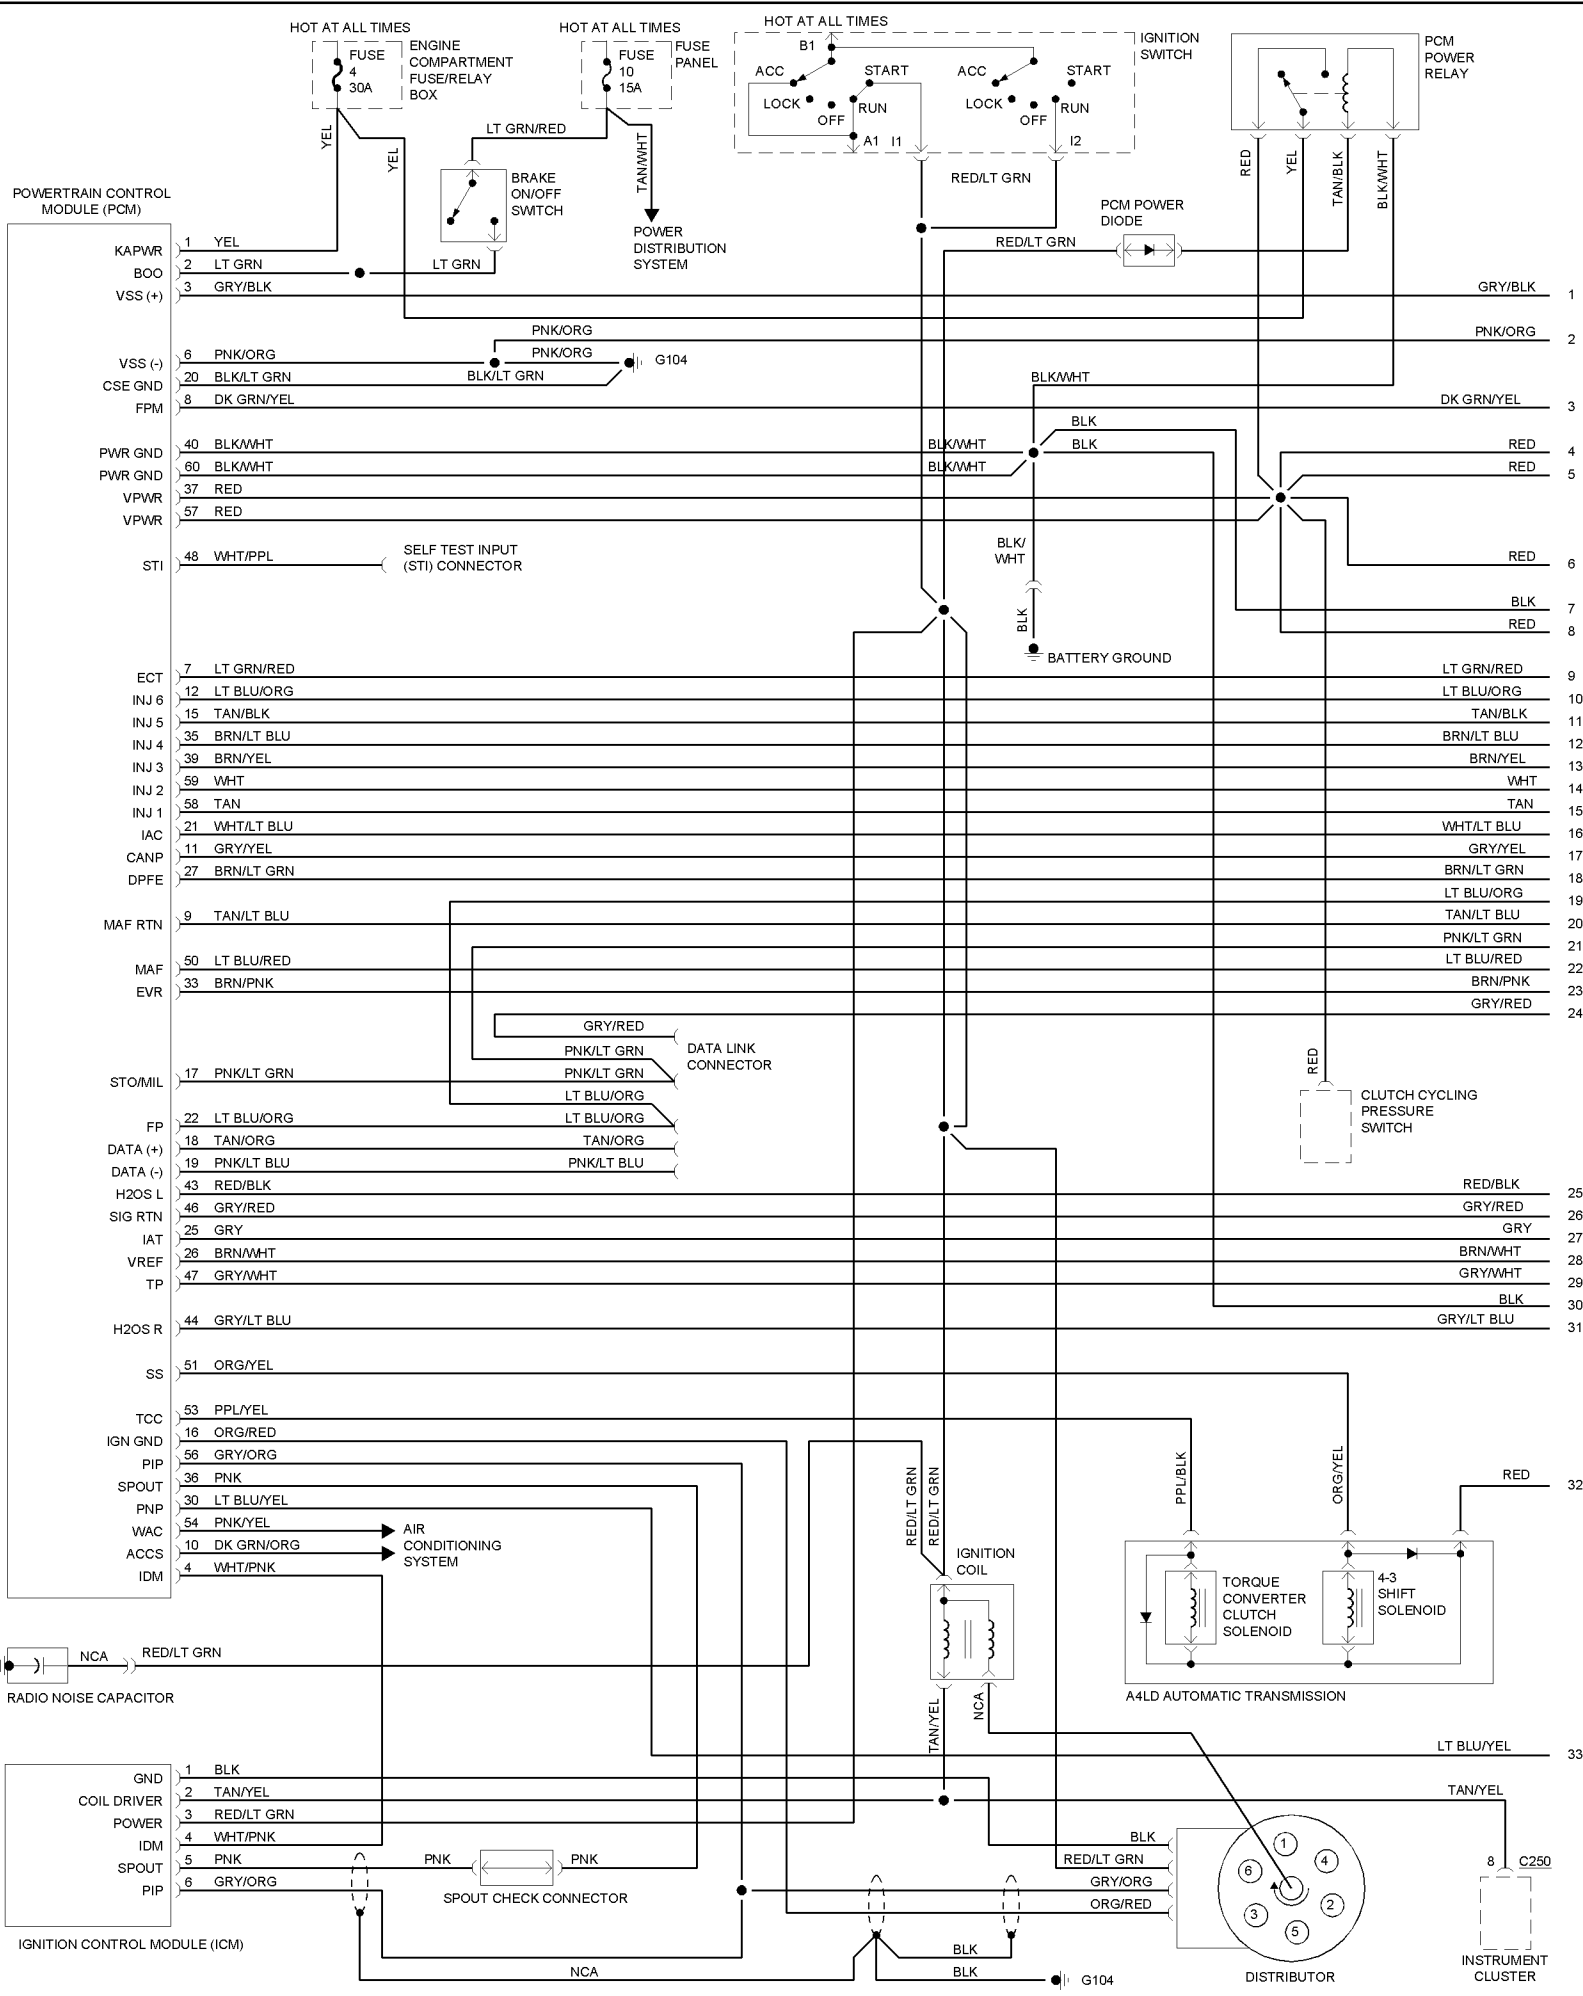 HOT AT ALL TIMES
FUSE
4
30A
ENGINE
COMPARTMENT
FUSE/RELAY
BOX
HOT AT ALL TIMES
FUSE
10
15A
FUSE
PANEL
HOT AT ALL TIMES
B1
ACC
START
LOCK
RUN
OFF
ACC
START
LOCK
RUN
OFF
A1
I1
I2
IGNITION
SWITCH
PCM
POWER
RELAY
YEL
YEL
LT GRN/RED
TAN/WHT
BRAKE
ON/OFF
SWITCH
POWER
DISTRIBUTION
SYSTEM
RED/LT GRN
RED
YEL
TAN/BLK
BLK/WHT
PCM POWER
DIODE
RED/LT GRN
POWERTRAIN CONTROL
MODULE (PCM)
KAPWR 1 YEL
BOO 2 LT GRN LT GRN
VSS (+) 3 GRY/BLK GRY/BLK 1
PNK/ORG PNK/ORG 2
VSS (-) 6 PNK/ORG PNK/ORG G104
CSE GND 20 BLK/LT GRN BLK/LT GRN BLK/WHT
FPM 8 DK GRN/YEL DK GRN/YEL 3
BLK
PWR GND 40 BLK/WHT BLK/WHT BLK RED 4
PWR GND 60 BLK/WHT BLK/WHT RED 5
VPWR 37 RED
VPWR 57 RED
BLK/
WHT
STI 48 WHT/PPL SELF TEST INPUT
(STI) CONNECTOR
RED 6
BLK 7
BLK
RED 8
BATTERY GROUND
ECT 7 LT GRN/RED LT GRN/RED 9
INJ 6 12 LT BLU/ORG LT BLU/ORG 10
INJ 5 15 TAN/BLK TAN/BLK 11
INJ 4 35 BRN/LT BLU BRN/LT BLU 12
INJ 3 39 BRN/YEL BRN/YEL 13
INJ 2 59 WHT WHT 14
INJ 1 58 TAN TAN 15
IAC 21 WHT/LT BLU WHT/LT BLU 16
CANP 11 GRY/YEL GRY/YEL 17
DPFE 27 BRN/LT GRN BRN/LT GRN 18
LT BLU/ORG 19
MAF RTN 9 TAN/LT BLU TAN/LT BLU 20
PNK/LT GRN 21
MAF 50 LT BLU/RED LT BLU/RED 22
EVR 33 BRN/PNK BRN/PNK 23
GRY/RED 24
GRY/RED
PNK/LT GRN
DATA LINK
CONNECTOR
STO/MIL 17 PNK/LT GRN PNK/LT GRN
LT BLU/ORG
FP 22 LT BLU/ORG LT BLU/ORG
DATA (+) 18 TAN/ORG TAN/ORG
DATA (-) 19 PNK/LT BLU PNK/LT BLU
RED
CLUTCH CYCLING
PRESSURE
SWITCH
H2OS L 43 RED/BLK RED/BLK 25
SIG RTN 46 GRY/RED GRY/RED 26
IAT 25 GRY GRY 27
VREF 26 BRN/WHT BRN/WHT 28
TP 47 GRY/WHT GRY/WHT 29
BLK 30
H2OS R 44 GRY/LT BLU GRY/LT BLU 31
SS 51 ORG/YEL
TCC 53 PPL/YEL
IGN GND 16 ORG/RED
PIP 56 GRY/ORG
SPOUT 36 PNK
PNP 30 LT BLU/YEL
WAC 54 PNK/YEL
ACCS 10 DK GRN/ORG
IDM 4 WHT/PNK
AIR
CONDITIONING
SYSTEM
RED/LT GRN
RED/LT GRN
PPL/BLK
ORG/YEL
RED 32
IGNITION
COIL
TORQUE
CONVERTER
CLUTCH
SOLENOID
4-3
SHIFT
SOLENOID
A4LD AUTOMATIC TRANSMISSION
NCA RED/LT GRN
RADIO NOISE CAPACITOR
TAN/YEL
NCA
LT BLU/YEL 33
GND 1 BLK
COIL DRIVER 2 TAN/YEL TAN/YEL
POWER 3 RED/LT GRN
IDM 4 WHT/PNK
SPOUT 5 PNK PNK PNK
PIP 6 GRY/ORG
SPOUT CHECK CONNECTOR
IGNITION CONTROL MODULE (ICM)
BLK
RED/LT GRN
GRY/ORG
ORG/RED
1
4
2
5
3
6
DISTRIBUTOR
8 C250
INSTRUMENT
CLUSTER
BLK
NCA
BLK
G104